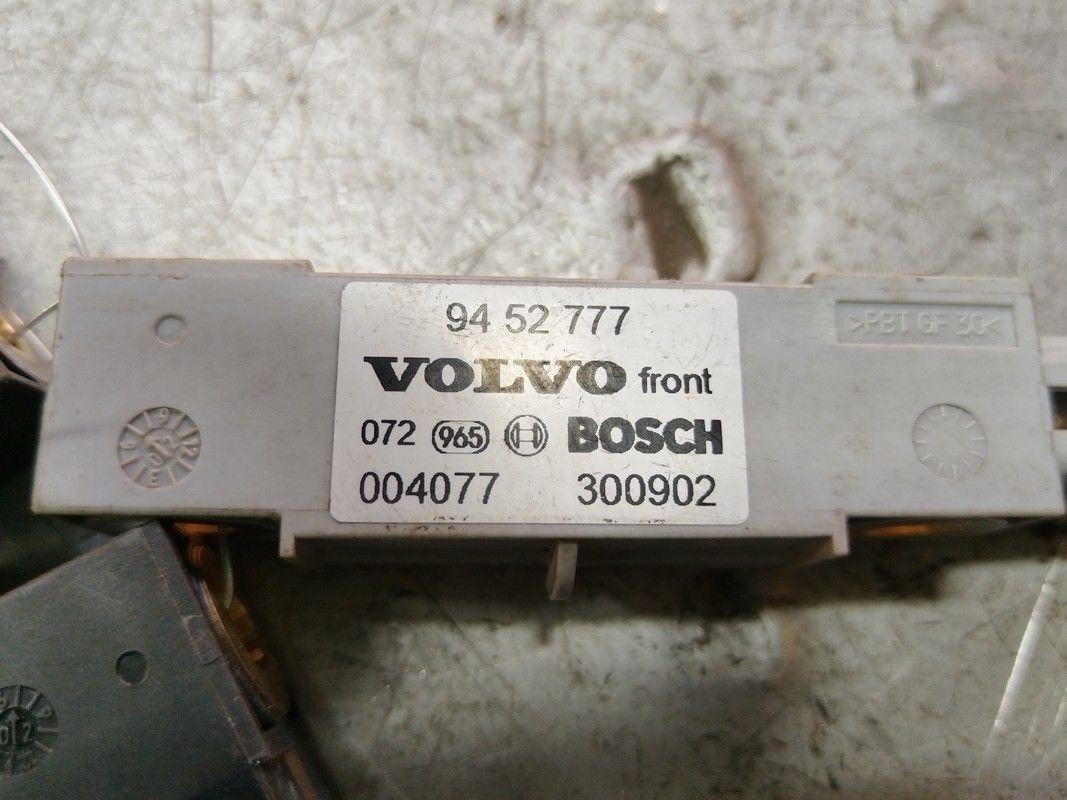 94 52 777
VOLVO front
>PBT GF 30<
072 965 BOSCH
004077 300902